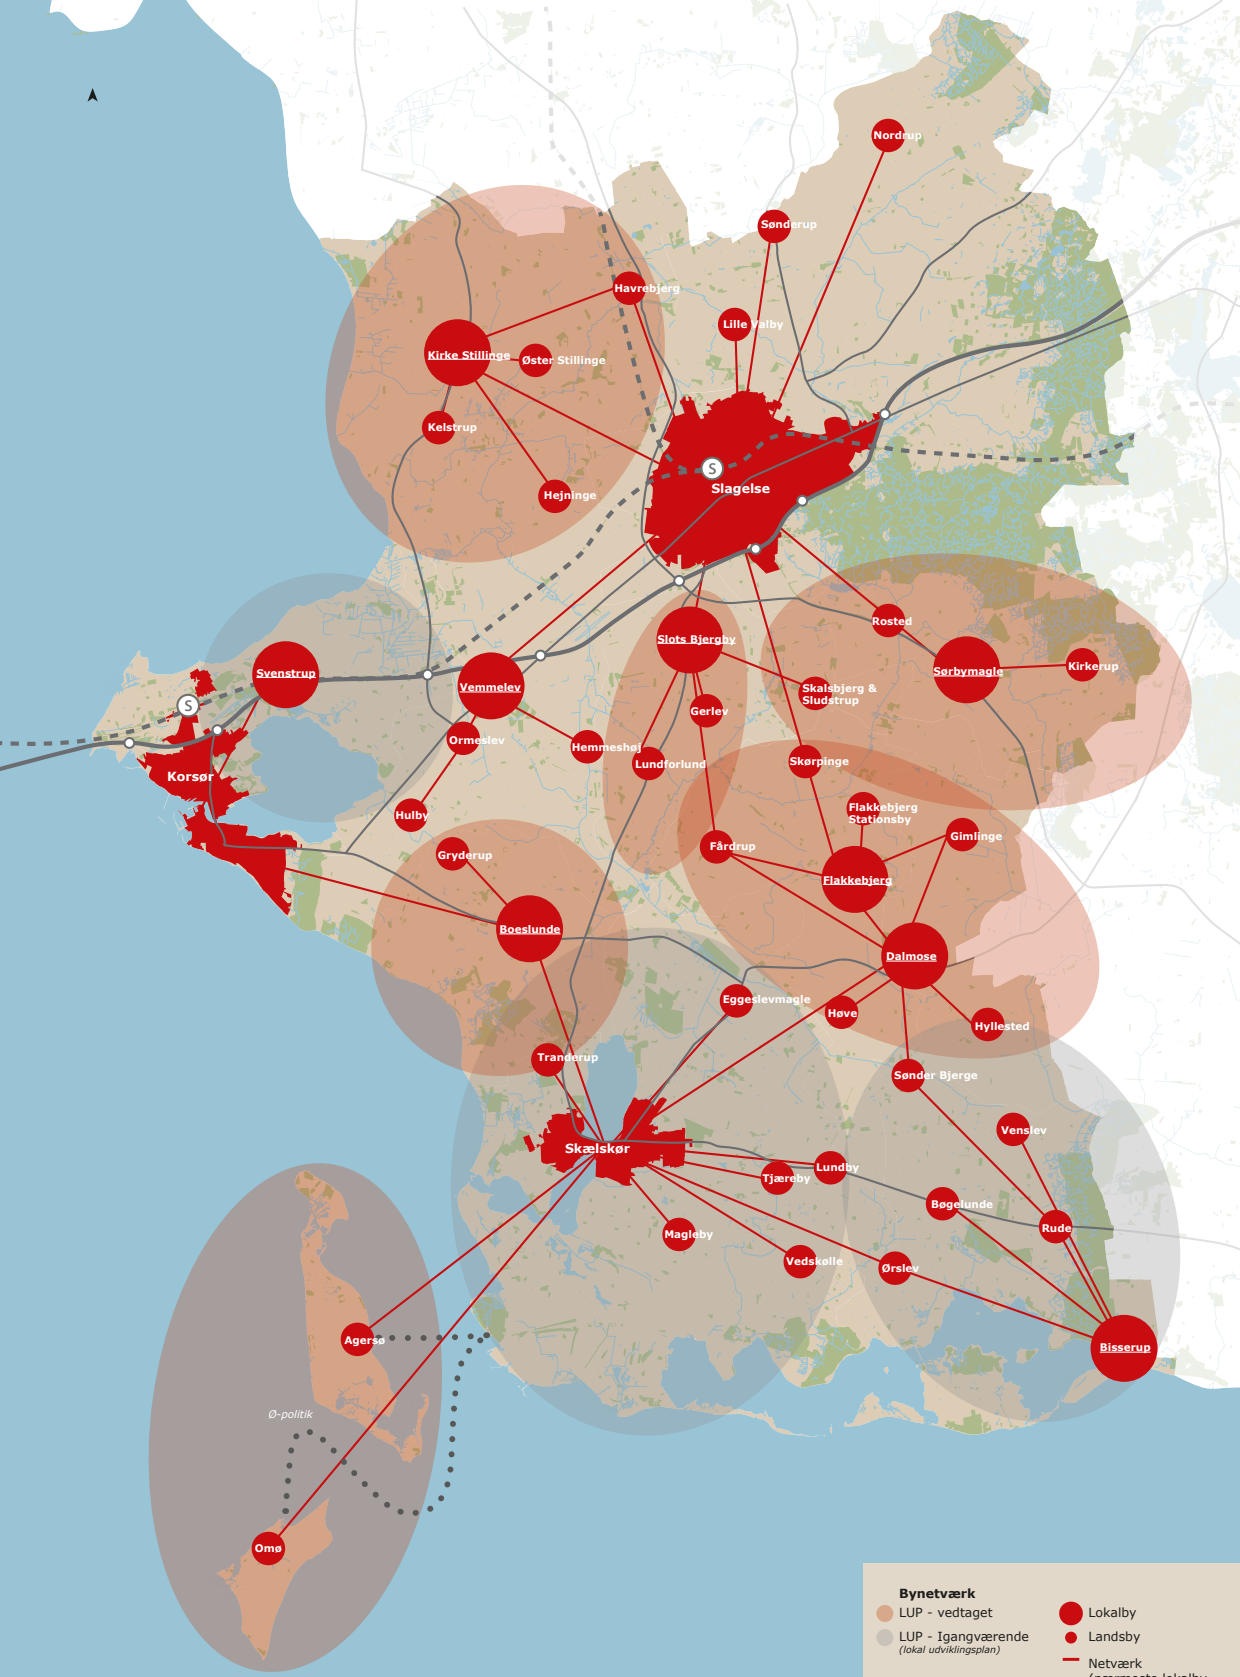 Nordrup
Sønderup
Havrebjerg
Lille Valby
Kirke Stillinge
Øster Stillinge
Kelstrup
S
Slagelse
Hejninge
Rosted
Slots Bjergby
Kirkerup
Sørbymagle
Svenstrup
Vemmelev
Skalsbjerg &
Sludstrup
S
Gerlev
Ormeslev
Hemmeshøj
Lundforlund
Skørpinge
Korsør
Flakkebjerg
Stationsby
Hulby
Gimlinge
Fårdrup
Gryderup
Flakkebjerg
Boeslunde
Dalmose
Eggeslevmagle
Høve
Hyllested
Tranderup
Sønder Bjerge
Venslev
Skælskør
Lundby
Tjæreby
Bøgelunde
Rude
Magleby
Vedskølle
Ørslev
Agersø
Bisserup
Ø-politik
Omø
Bynetværk
LUP - vedtaget
LUP - Igangværende
(lokal udviklingsplan)
Lokalby
Landsby
Netværk
(nærmeste lokalby